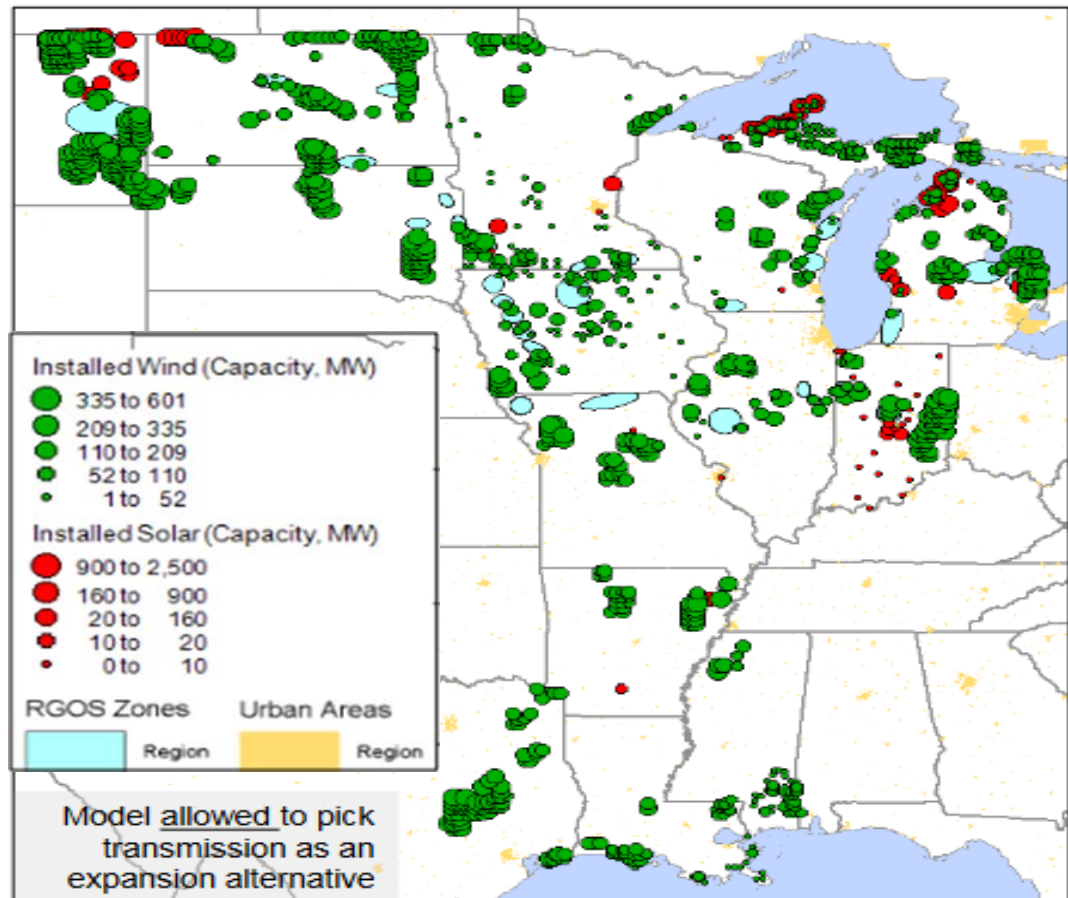 Installed Wind (Capacity, MW)
335 to 601
209 to 335
110 to 209
52 to 110
1 to 52
Installed Solar (Capacity, MW)
900 to 2,500
160 to 900
20 to 160
10 to 20
0 to 10
RGOS Zones Urban Areas
Region Region
Model allowed to pick
transmission as an
expansion alternative